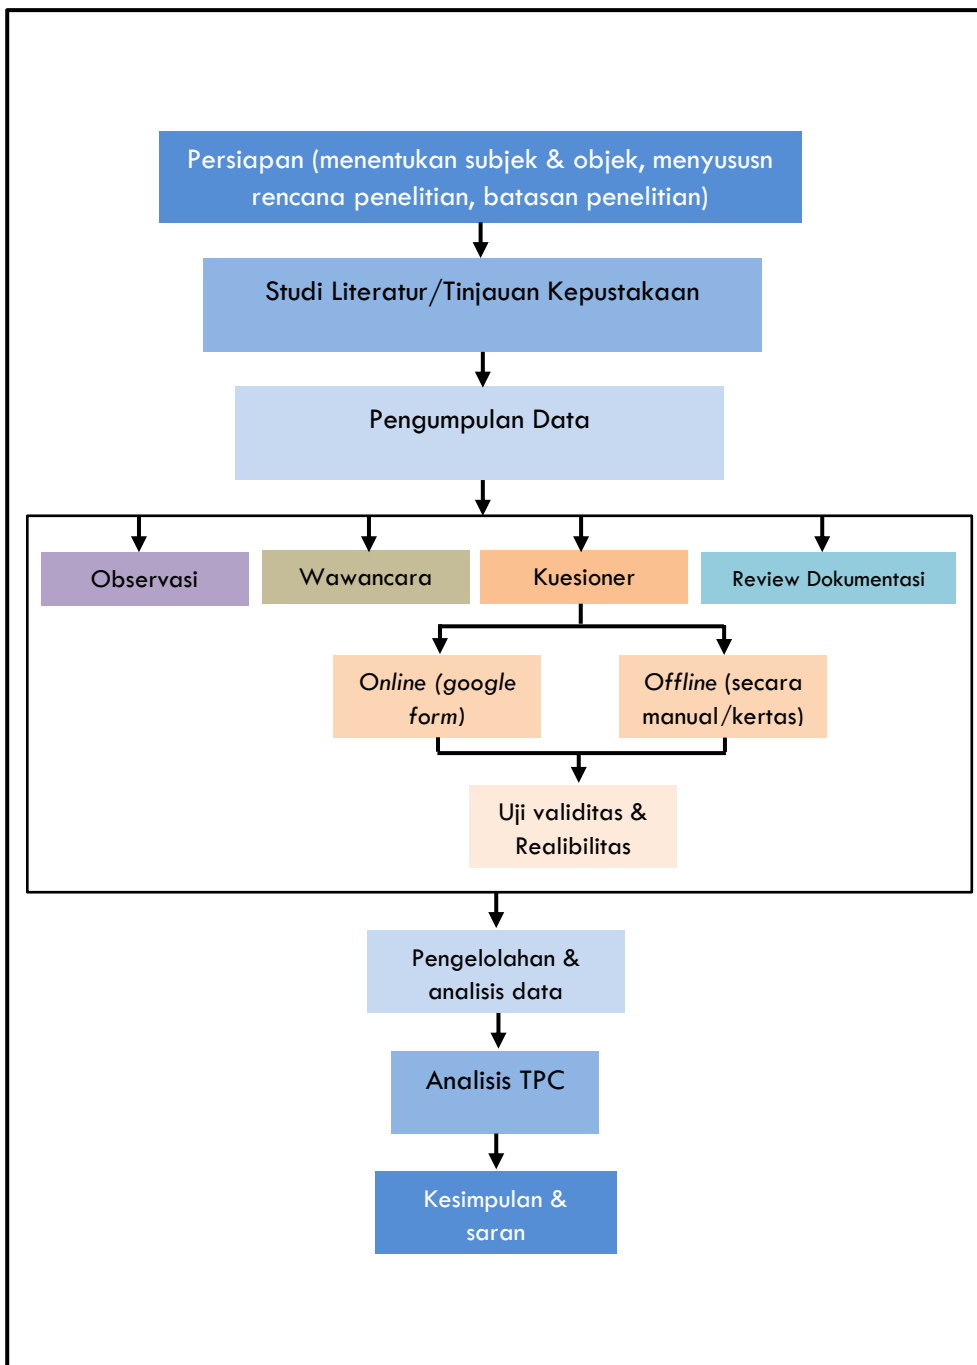 Persiapan (menentukan subjek & objek, menyususn
rencana penelitian, batasan penelitian)
Studi Literatur/Tinjauan Kepustakaan
Pengumpulan Data
Observasi
Wawancara
Kuesioner
Review Dokumentasi
Online (google
form)
Offline (secara
manual/kertas)
Uji validitas &
Realibilitas
Pengelolahan &
analisis data
Analisis TPC
Kesimpulan &
saran